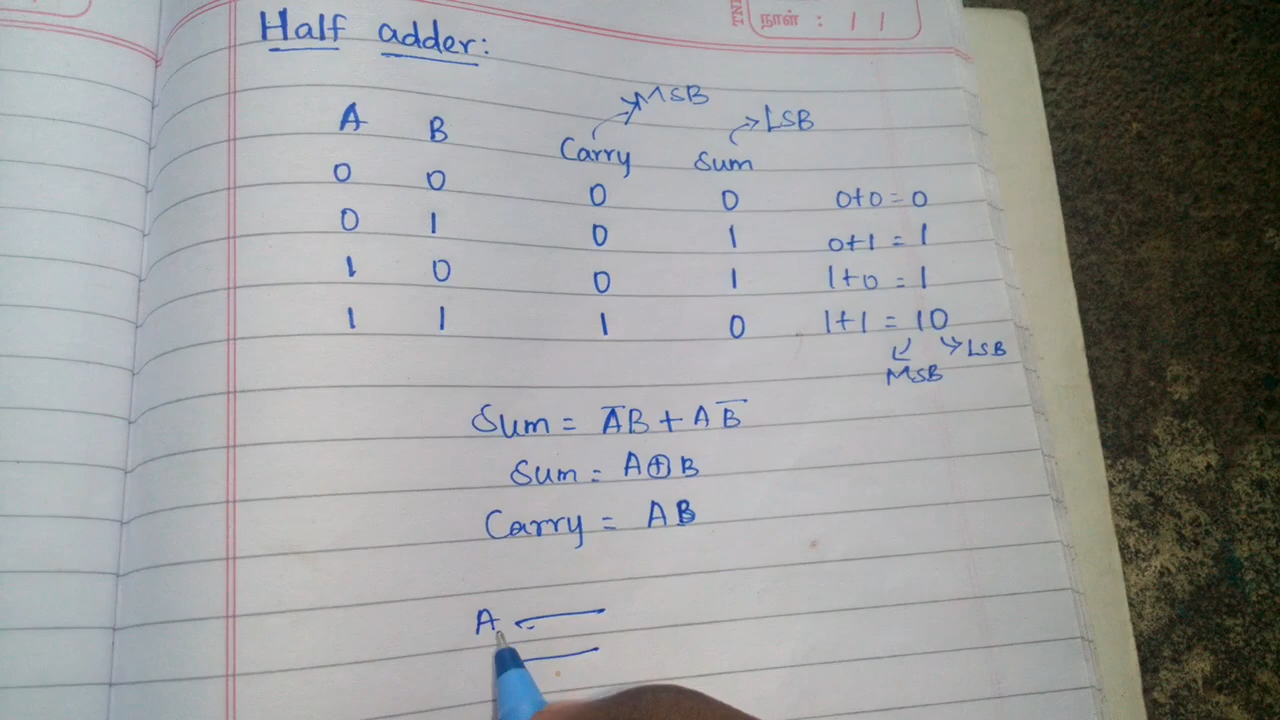 நாள் : / /
Half adder:
→MSB
→LSB
A B Carry Sum
0 0 0 0 0+0 = 0
0 1 0 1 0+1 = 1
1 0 0 1 1+0 = 1
1 1 1 0 1+1 = 10
→LSB
MSB
Sum = A̅B + AB̅
Sum = A⊕B
Carry = AB
A